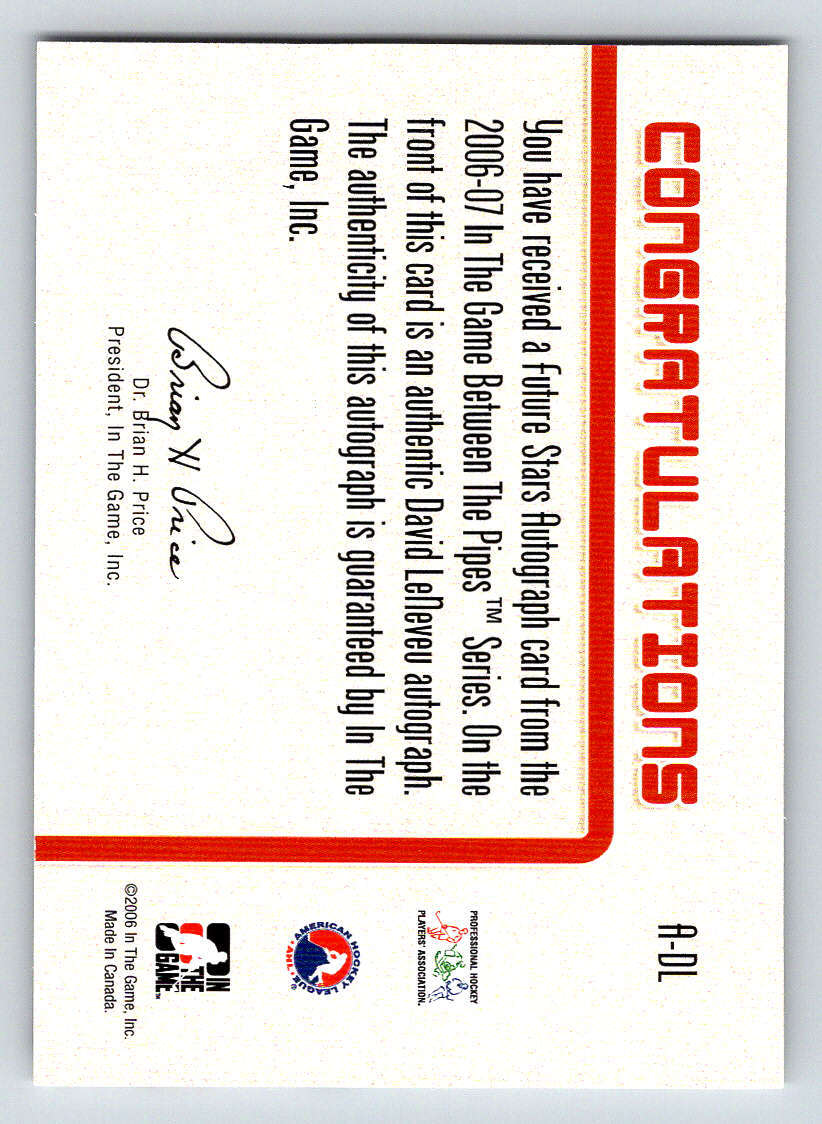 CONGRATULATIONS
A-DL
You have received a Future Stars Autograph card from the
2006-07 In The Game Between The Pipes™ Series. On the
front of this card is an authentic David LeNeveu autograph.
The authenticity of this autograph is guaranteed by In The
Game, Inc.
Brian H Price
Dr. Brian H. Price
President, In The Game, Inc.
PROFESSIONAL HOCKEY
PLAYERS' ASSOCIATION
AMERICAN HOCKEY LEAGUE
AHL
®
IN
THE
GAME™
©2006 In The Game, Inc.
Made In Canada.